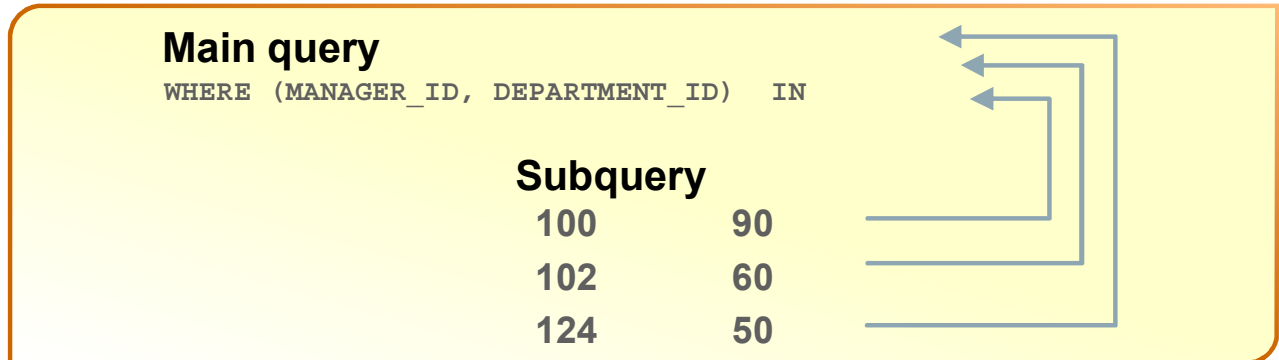 Main query
WHERE (MANAGER_ID, DEPARTMENT_ID) IN
Subquery
100 90
102 60
124 50